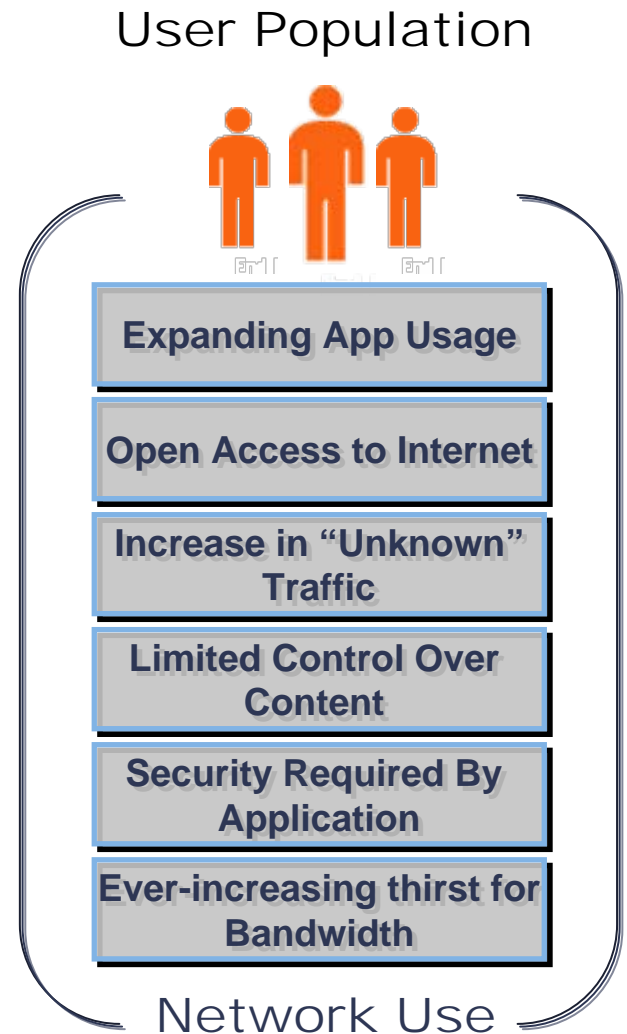 User Population
Expanding App Usage
Open Access to Internet
Increase in “Unknown”
Traffic
Limited Control Over
Content
Security Required By
Application
Ever-increasing thirst for
Bandwidth
Network Use